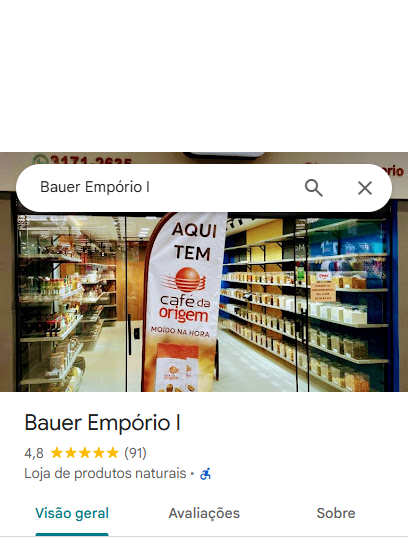 3171-2635
Bauer Empório l
AQUI
TEM
café da
origem
MOÍDO NA HORA
Bauer Empório l
4,8 (91)
Loja de produtos naturais ·
Visão geral
Avaliações
Sobre